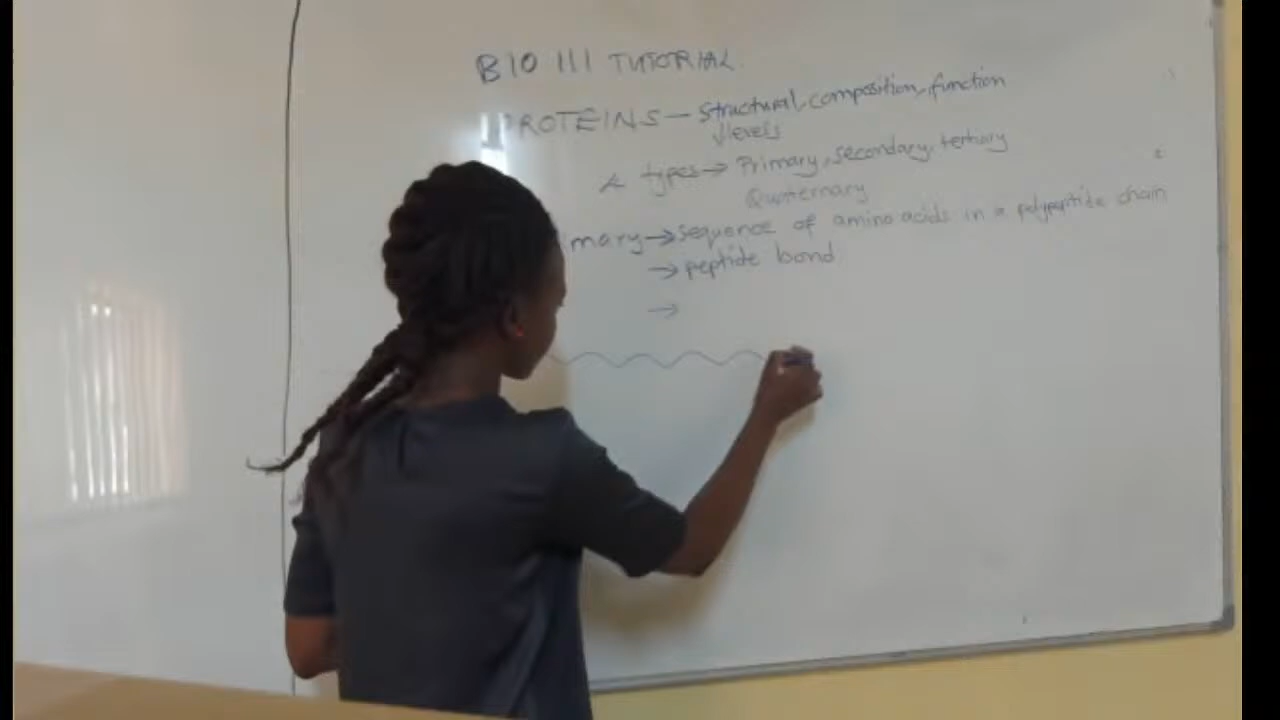 BIO 111 TUTORIAL.
PROTEINS — Structural, composition, function
levels
types → Primary, secondary, tertiary
Quaternary
mary → sequence of amino acids in a polypeptide chain
→ peptide bond
→